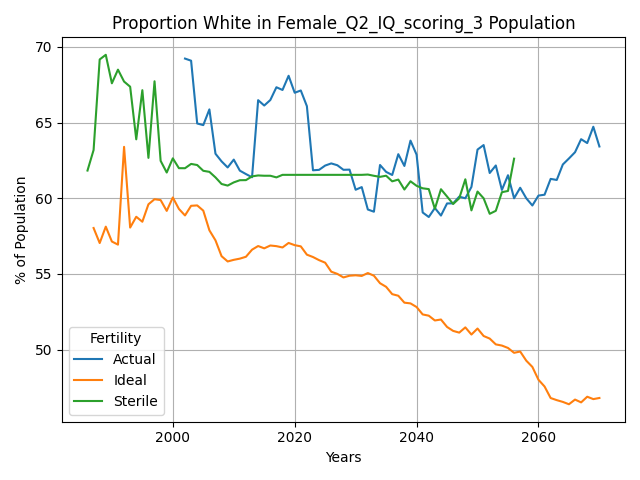 Proportion White in Female_Q2_IQ_scoring_3 Population
% of Population
70
65
60
55
50
Fertility
Actual
Ideal
Sterile
2000
2020
2040
2060
Years